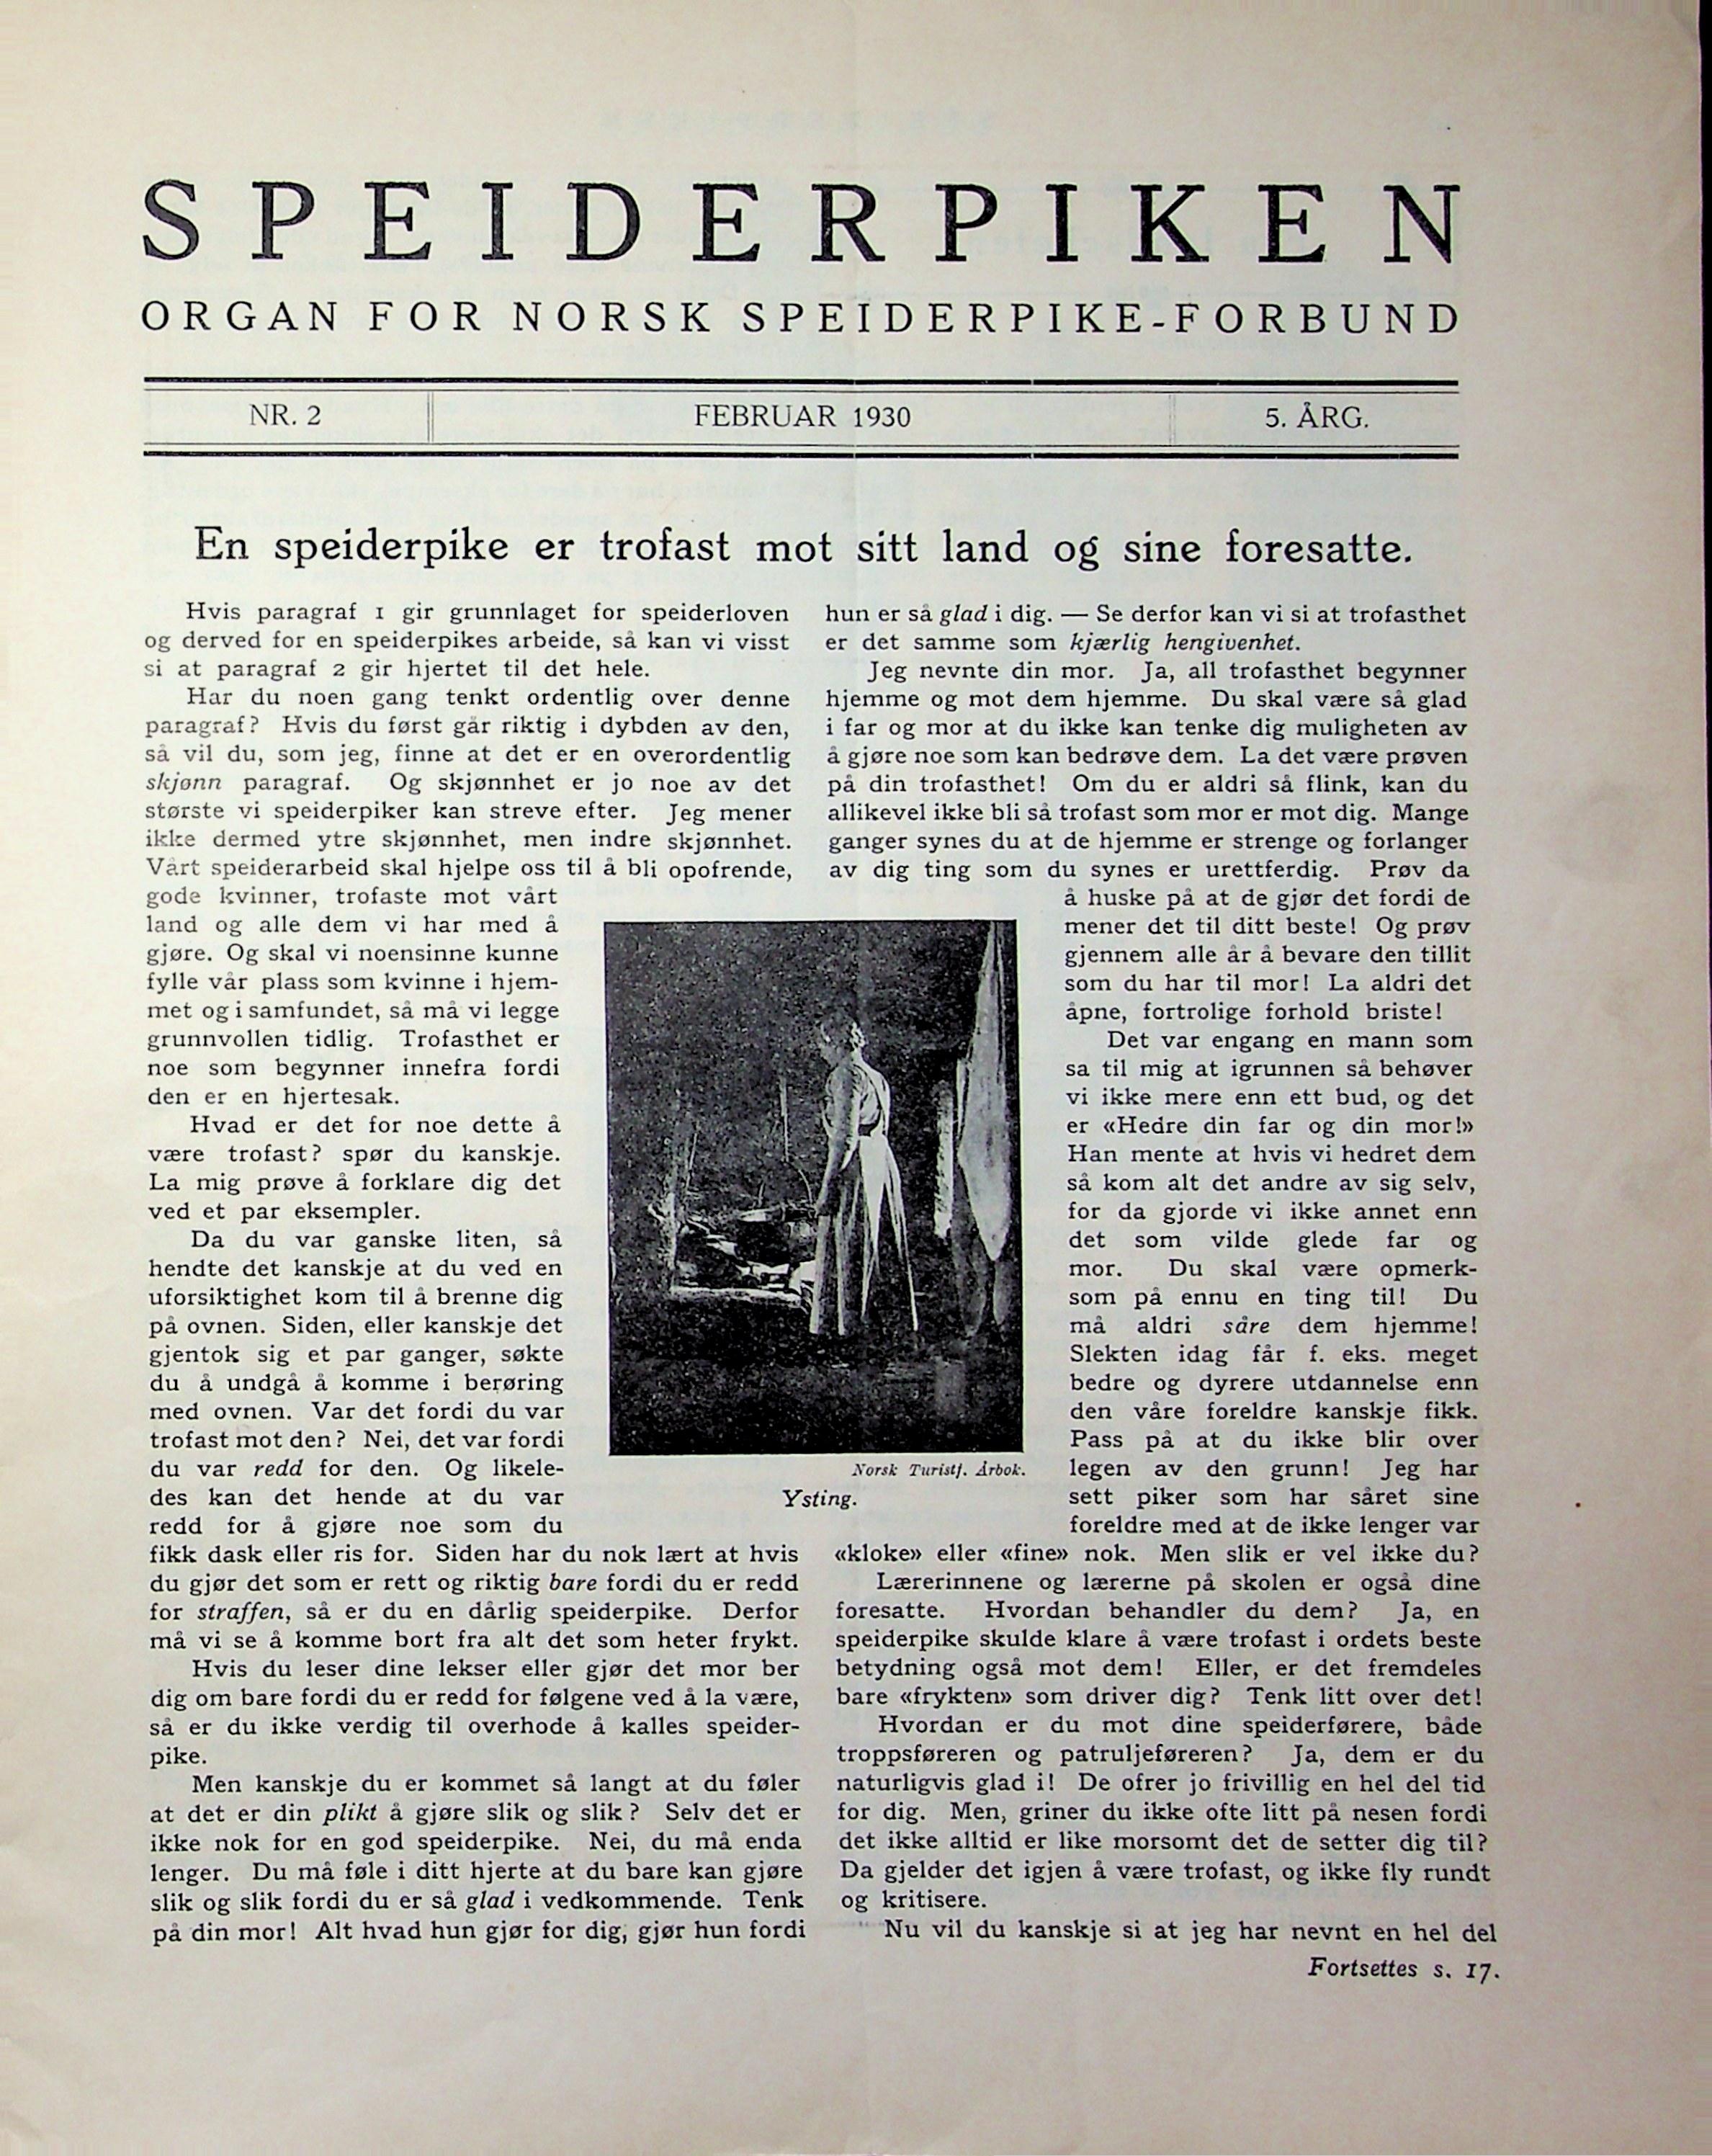 SPEIDERPIKEN
ORGAN FOR NORSK SPEIDERPIKE-FORBUND
NR. 2
FEBRUAR 1930
5. ÅRG.
En speiderpike er trofast mot sitt land og sine foresatte.
Hvis paragraf 1 gir grunnlaget for speiderloven
og derved for en speiderpikes arbeide, så kan vi visst
si at paragraf 2 gir hjertet til det hele.
Har du noen gang tenkt ordentlig over denne
paragraf? Hvis du først går riktig i dybden av den,
så vil du, som jeg, finne at det er en overordentlig
skjønn paragraf. Og skjønnhet er jo noe av det
største vi speiderpiker kan streve efter. Jeg mener
ikke dermed ytre skjønnhet, men indre skjønnhet.
Vårt speiderarbeid skal hjelpe oss til å bli opofrende,
gode kvinner, trofaste mot vårt
land og alle dem vi har med å
gjøre. Og skal vi noensinne kunne
fylle vår plass som kvinne i hjem-
met og i samfundet, så må vi legge
grunnvollen tidlig. Trofasthet er
noe som begynner innefra fordi
den er en hjertesak.
Hvad er det for noe dette å
være trofast? spør du kanskje.
La mig prøve å forklare dig det
ved et par eksempler.
Da du var ganske liten, så
hendte det kanskje at du ved en
uforsiktighet kom til å brenne dig
på ovnen. Siden, eller kanskje det
gjentok sig et par ganger, søkte
du å undgå å komme i berøring
med ovnen. Var det fordi du var
trofast mot den? Nei, det var fordi
du var redd for den. Og likele-
des kan det hende at du var
redd for å gjøre noe som du
fikk dask eller ris for. Siden har du nok lært at hvis
du gjør det som er rett og riktig bare fordi du er redd
for straffen, så er du en dårlig speiderpike. Derfor
må vi se å komme bort fra alt det som heter frykt.
Hvis du leser dine lekser eller gjør det mor ber
dig om bare fordi du er redd for følgene ved å la være,
så er du ikke verdig til overhode å kalles speider-
pike.
Men kanskje du er kommet så langt at du føler
at det er din plikt å gjøre slik og slik? Selv det er
ikke nok for en god speiderpike. Nei, du må enda
lenger. Du må føle i ditt hjerte at du bare kan gjøre
slik og slik fordi du er så glad i vedkommende. Tenk
på din mor! Alt hvad hun gjør for dig, gjør hun fordi
hun er så glad i dig. — Se derfor kan vi si at trofasthet
er det samme som kjærlig hengivenhet.
Jeg nevnte din mor. Ja, all trofasthet begynner
hjemme og mot dem hjemme. Du skal være så glad
i far og mor at du ikke kan tenke dig muligheten av
å gjøre noe som kan bedrøve dem. La det være prøven
på din trofasthet! Om du er aldri så flink, kan du
allikevel ikke bli så trofast som mor er mot dig. Mange
ganger synes du at de hjemme er strenge og forlanger
av dig ting som du synes er urettferdig. Prøv da
å huske på at de gjør det fordi de
mener det til ditt beste! Og prøv
gjennem alle år å bevare den tillit
som du har til mor! La aldri det
åpne, fortrolige forhold briste!
Det var engang en mann som
sa til mig at igrunnen så behøver
vi ikke mere enn ett bud, og det
er «Hedre din far og din mor!»
Han mente at hvis vi hedret dem
så kom alt det andre av sig selv,
for da gjorde vi ikke annet enn
det som vilde glede far og
mor. Du skal være opmerk-
som på ennu en ting til! Du
må aldri såre dem hjemme!
Slekten idag får f. eks. meget
bedre og dyrere utdannelse enn
den våre foreldre kanskje fikk.
Pass på at du ikke blir over
legen av den grunn! Jeg har
sett piker som har såret sine
foreldre med at de ikke lenger var
«kloke» eller «fine» nok. Men slik er vel ikke du?
Lærerinnene og lærerne på skolen er også dine
foresatte. Hvordan behandler du dem? Ja, en
speiderpike skulde klare å være trofast i ordets beste
betydning også mot dem! Eller, er det fremdeles
bare «frykten» som driver dig? Tenk litt over det!
Hvordan er du mot dine speiderførere, både
troppsføreren og patruljeføreren? Ja, dem er du
naturligvis glad i! De ofrer jo frivillig en hel del tid
for dig. Men, griner du ikke ofte litt på nesen fordi
det ikke alltid er like morsomt det de setter dig til?
Da gjelder det igjen å være trofast, og ikke fly rundt
og kritisere.
Nu vil du kanskje si at jeg har nevnt en hel del
Fortsettes s. 17.
Norsk Turistf. Årbok.
Ysting.